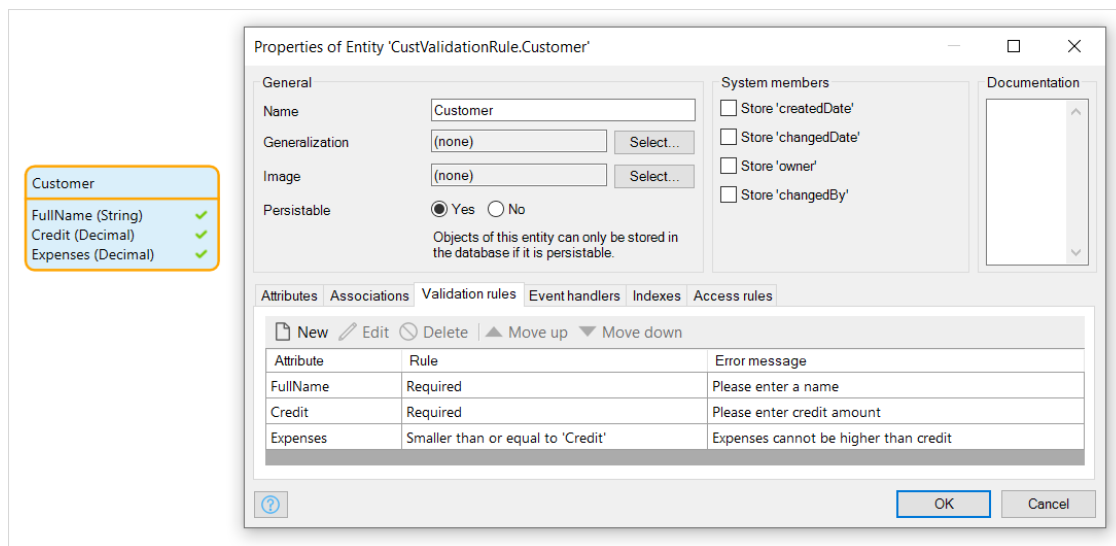 Properties of Entity 'CustValidationRule.Customer'
General
Name
Customer
Generalization
(none)
Select...
Image
(none)
Select...
Persistable
Yes
No
Objects of this entity can only be stored in
the database if it is persistable.
System members
Store 'createdDate'
Store 'changedDate'
Store 'owner'
Store 'changedBy'
Documentation
Customer
FullName (String)
Credit (Decimal)
Expenses (Decimal)
Attributes Associations Validation rules Event handlers Indexes Access rules
New Edit Delete Move up Move down
Attribute Rule Error message
FullName Required Please enter a name
Credit Required Please enter credit amount
Expenses Smaller than or equal to 'Credit' Expenses cannot be higher than credit
?
OK
Cancel